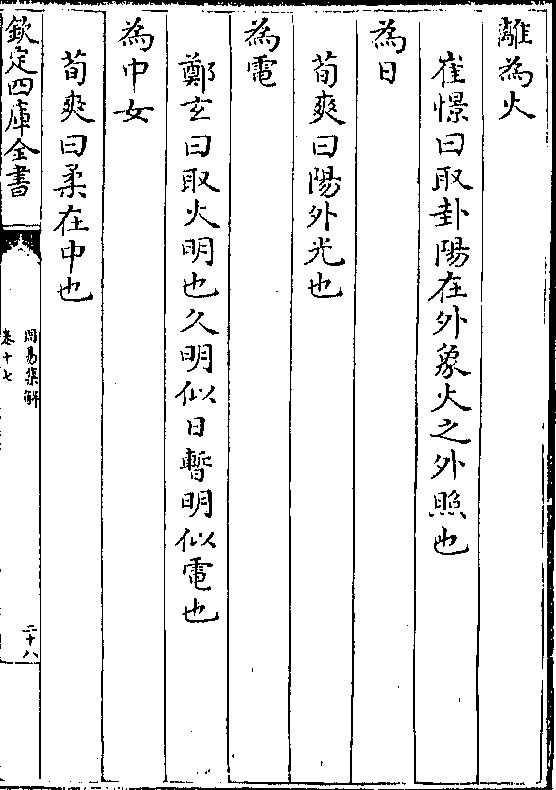 離為火
崔憬曰取卦陽在外象火之外照也
為日
荀爽曰陽外光也
為電
鄭玄曰取火明也久明似日暫明似電也
為中女
荀爽曰柔在中也
欽定四庫全書
周易集解
卷十七
二十八